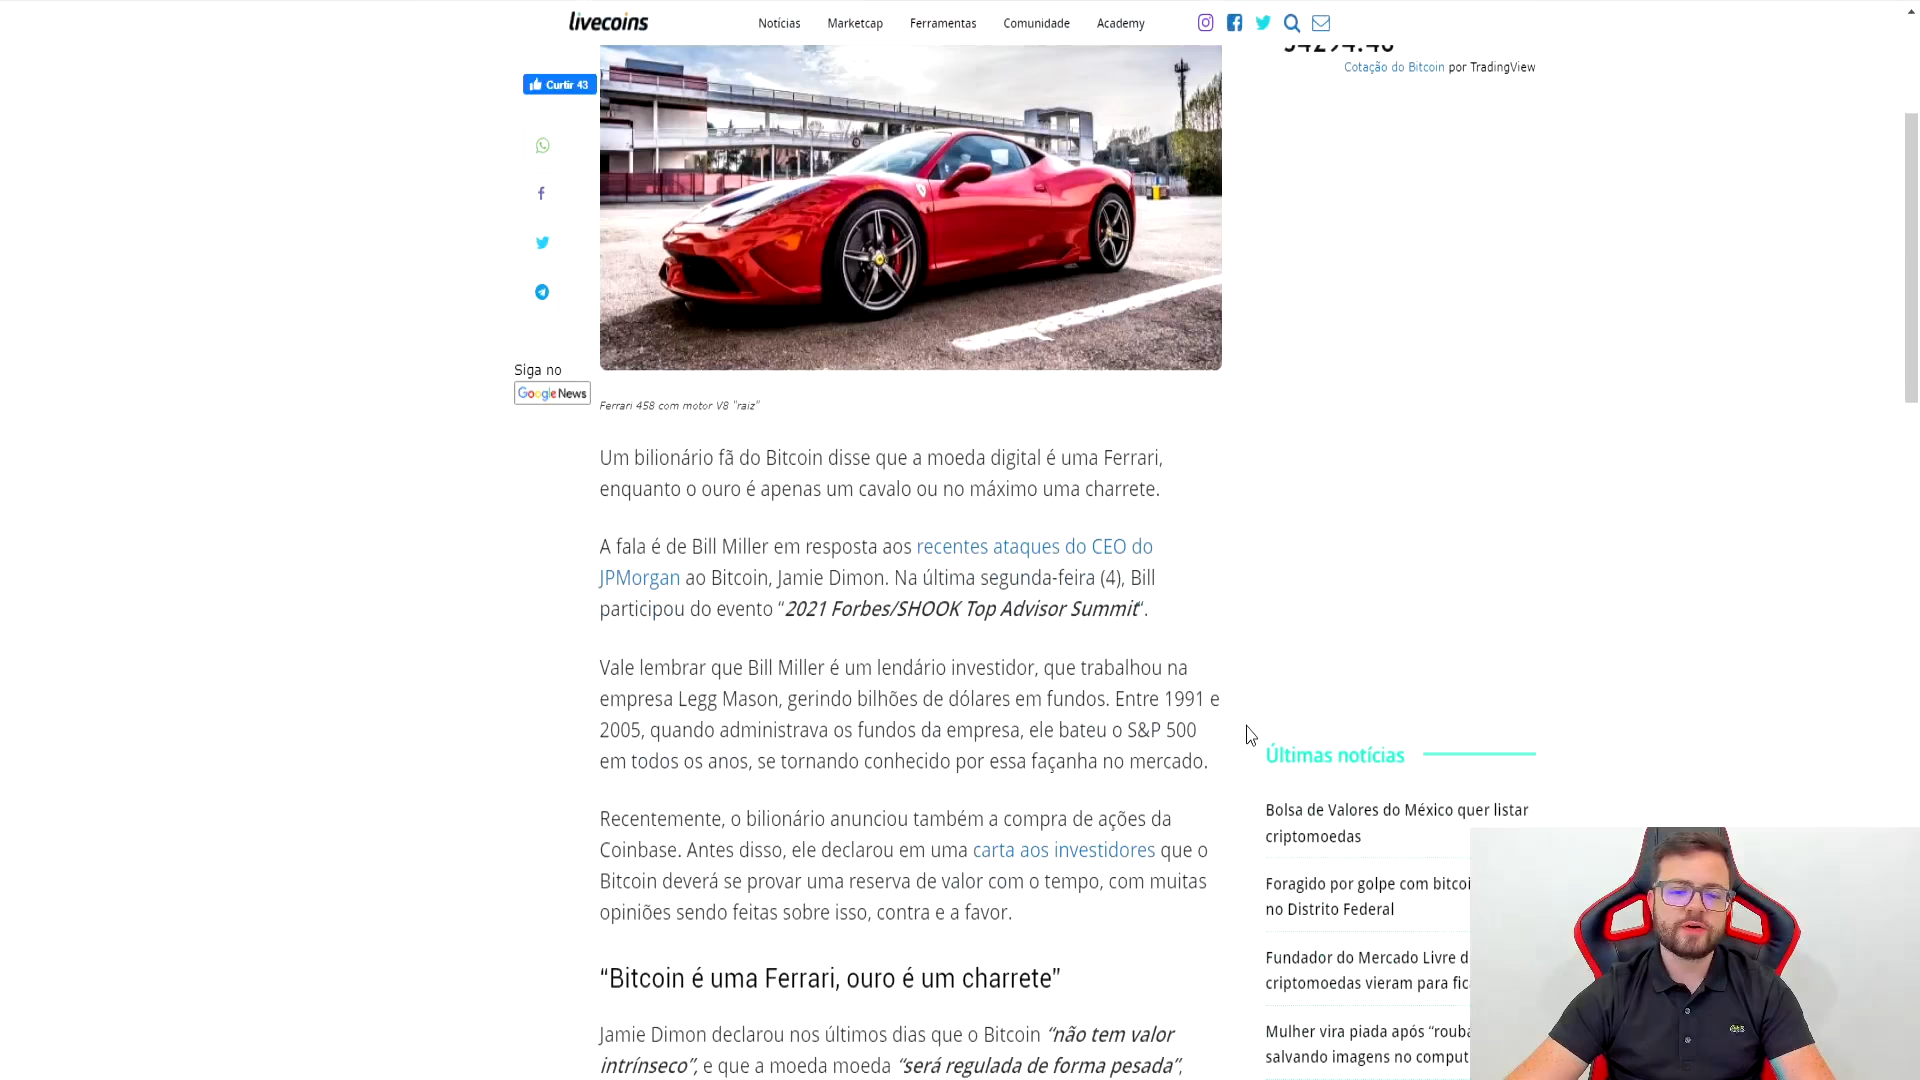 livecoins
Notícias
Marketcap
Ferramentas
Comunidade
Academy
Cotação do Bitcoin por TradingView
Curtir 43
Siga no
Google News
Ferrari 458 com motor V8 "raiz"
Um bilionário fã do Bitcoin disse que a moeda digital é uma Ferrari,
enquanto o ouro é apenas um cavalo ou no máximo uma charrete.
A fala é de Bill Miller em resposta aos recentes ataques do CEO do
JPMorgan ao Bitcoin, Jamie Dimon. Na última segunda-feira (4), Bill
participou do evento “2021 Forbes/SHOOK Top Advisor Summit“.
Vale lembrar que Bill Miller é um lendário investidor, que trabalhou na
empresa Legg Mason, gerindo bilhões de dólares em fundos. Entre 1991 e
2005, quando administrava os fundos da empresa, ele bateu o S&P 500
em todos os anos, se tornando conhecido por essa façanha no mercado.
Recentemente, o bilionário anunciou também a compra de ações da
Coinbase. Antes disso, ele declarou em uma carta aos investidores que o
Bitcoin deverá se provar uma reserva de valor com o tempo, com muitas
opiniões sendo feitas sobre isso, contra e a favor.
“Bitcoin é uma Ferrari, ouro é um charrete”
Jamie Dimon declarou nos últimos dias que o Bitcoin “não tem valor
intrínseco”, e que a moeda moeda “será regulada de forma pesada”,
Últimas notícias
Bolsa de Valores do México quer listar
criptomoedas
Foragido por golpe com bitcoi
no Distrito Federal
Fundador do Mercado Livre d
criptomoedas vieram para fic
Mulher vira piada após “rouba
salvando imagens no comput